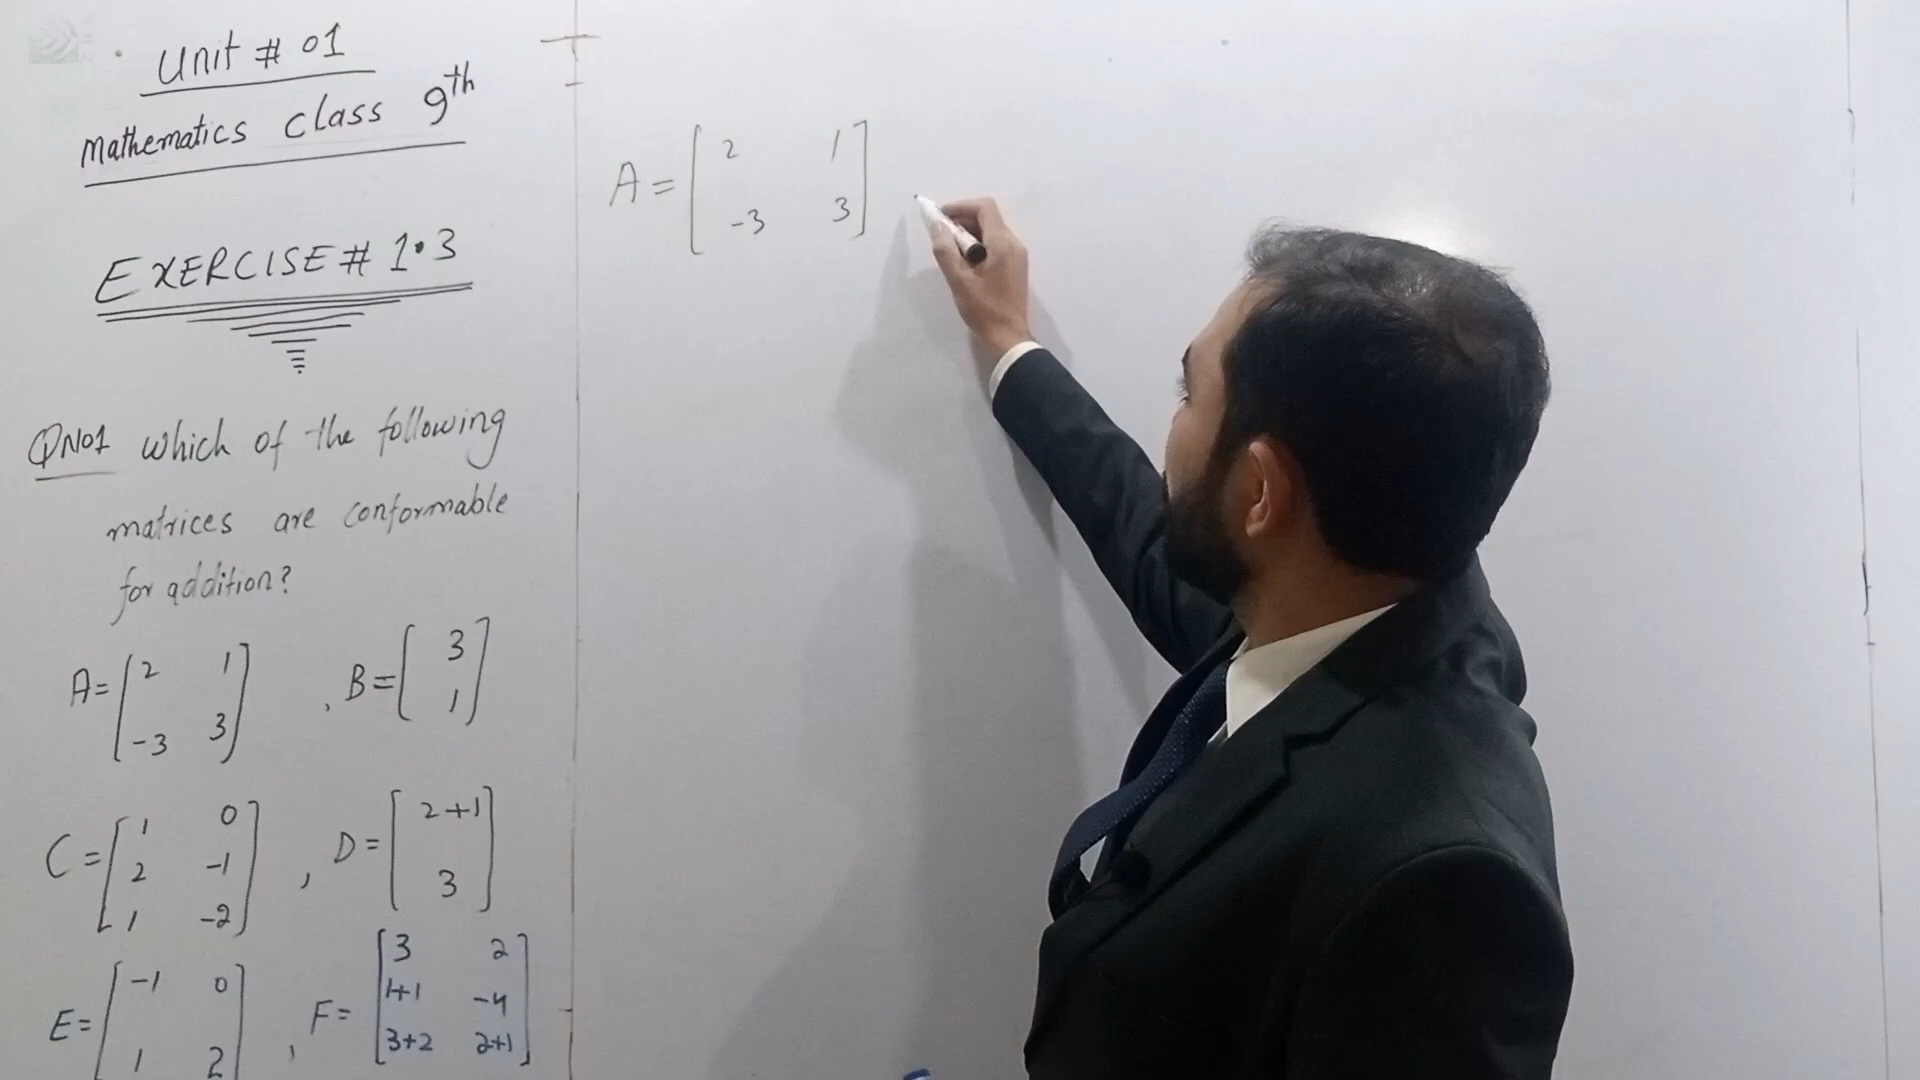 Unit # 01
Mathematics class 9th
EXERCISE # 1.3
QNO1 which of the following
matrices are conformable
for addition?
A= [2 1
-3 3]
, B= [3
1]
C= [1 0
2 -1
1 -2]
, D= [2+1
3]
E= [-1 0
1 2]
, F= [3 2
1+1 -4
3+2 2+1]
A= [2 1
-3 3]